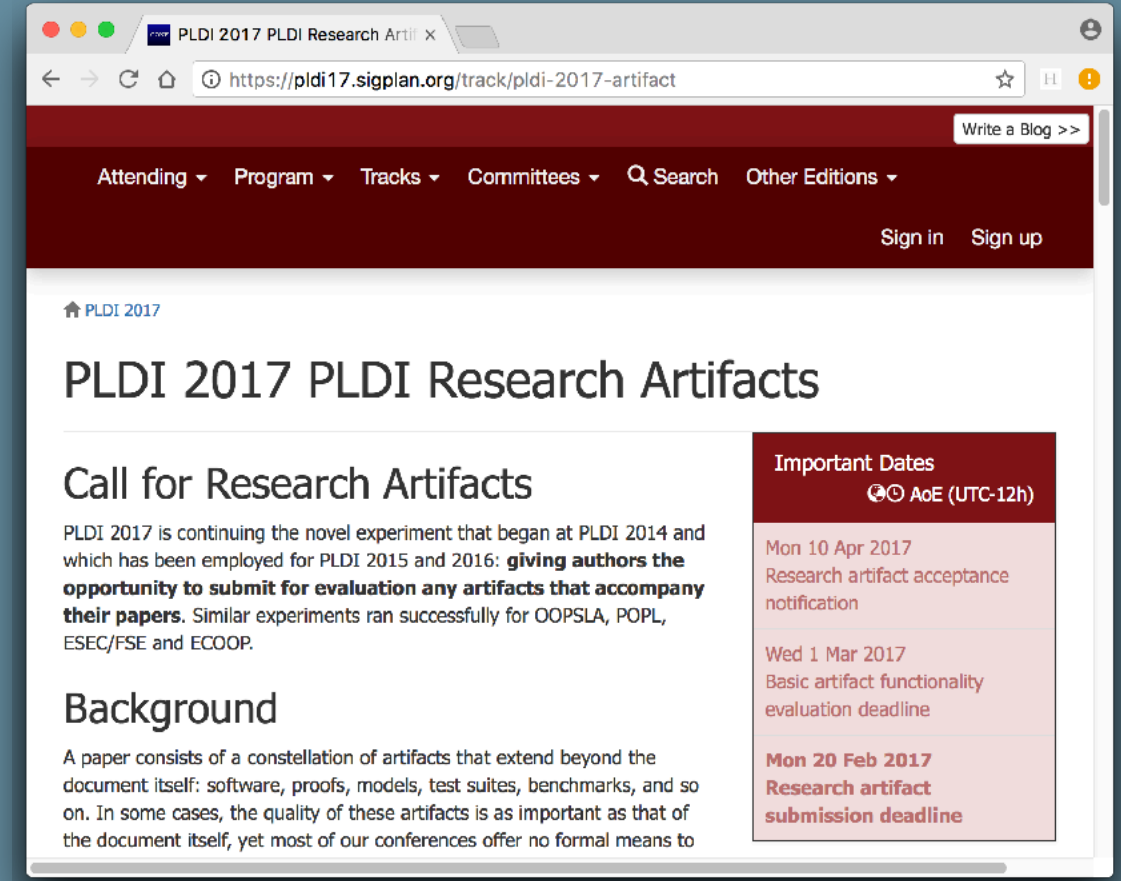 PLDI 2017 PLDI Research Artif
https://pldi17.sigplan.org/track/pldi-2017-artifact
Write a Blog >>
Attending Program Tracks Committees Search Other Editions
Sign in Sign up
PLDI 2017
PLDI 2017 PLDI Research Artifacts
Call for Research Artifacts
PLDI 2017 is continuing the novel experiment that began at PLDI 2014 and
which has been employed for PLDI 2015 and 2016: giving authors the
opportunity to submit for evaluation any artifacts that accompany
their papers. Similar experiments ran successfully for OOPSLA, POPL,
ESEC/FSE and ECOOP.
Background
A paper consists of a constellation of artifacts that extend beyond the
document itself: software, proofs, models, test suites, benchmarks, and so
on. In some cases, the quality of these artifacts is as important as that of
the document itself, yet most of our conferences offer no formal means to
Important Dates
AoE (UTC-12h)
Mon 10 Apr 2017
Research artifact acceptance
notification
Wed 1 Mar 2017
Basic artifact functionality
evaluation deadline
Mon 20 Feb 2017
Research artifact
submission deadline